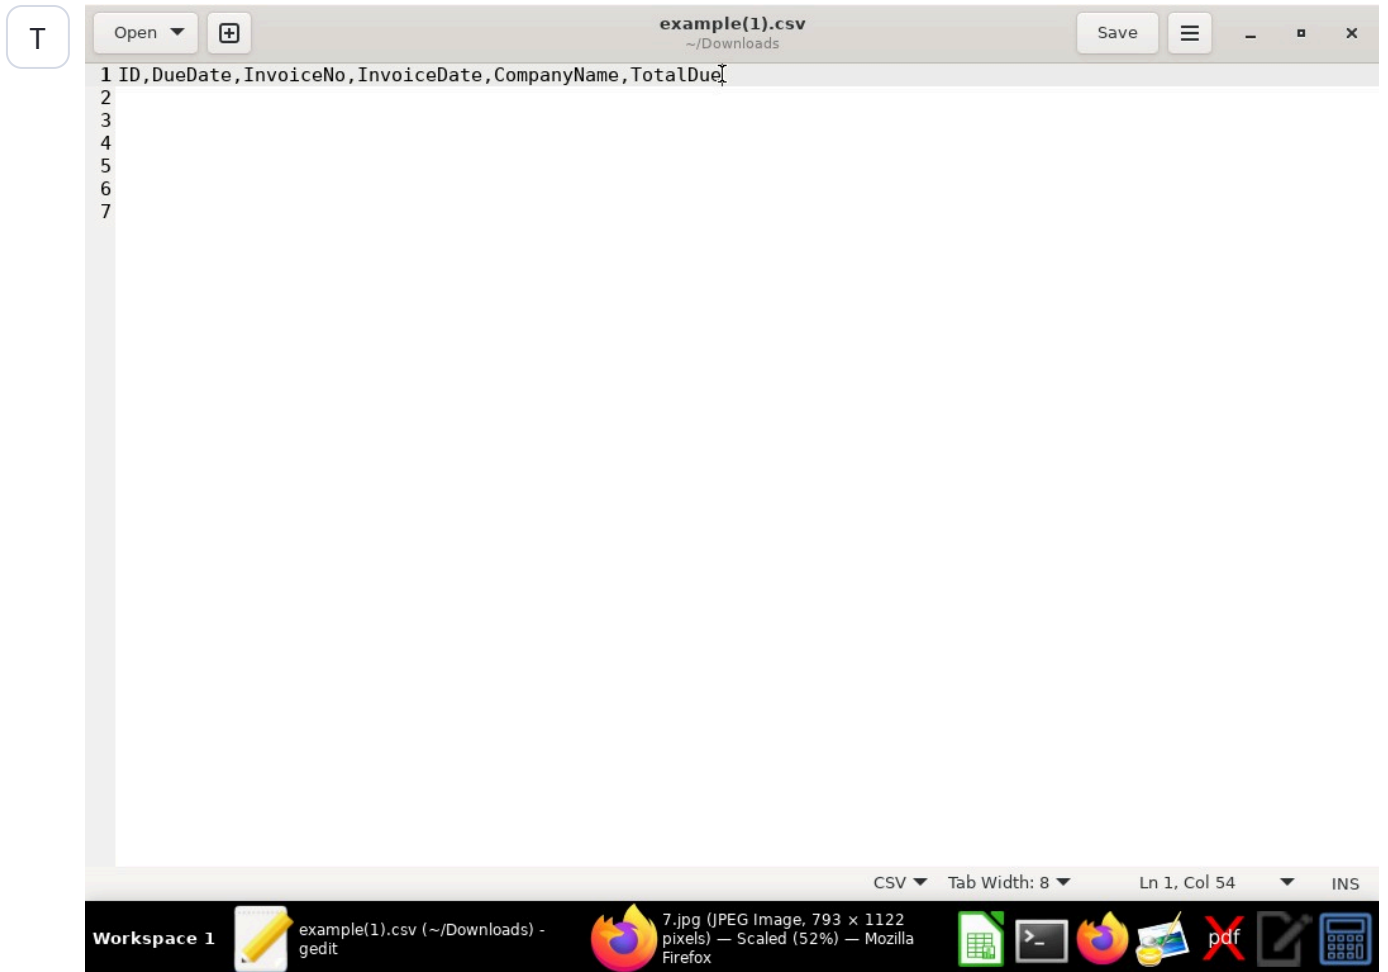 T
Open
example(1).csv
~/Downloads
Save
1 ID,DueDate,InvoiceNo,InvoiceDate,CompanyName,TotalDue
2
3
4
5
6
7
CSV
Tab Width: 8
Ln 1, Col 54
INS
Workspace 1
example(1).csv (~/Downloads) -
gedit
7.jpg (JPEG Image, 793 × 1122
pixels) — Scaled (52%) — Mozilla
Firefox
>_
pdf